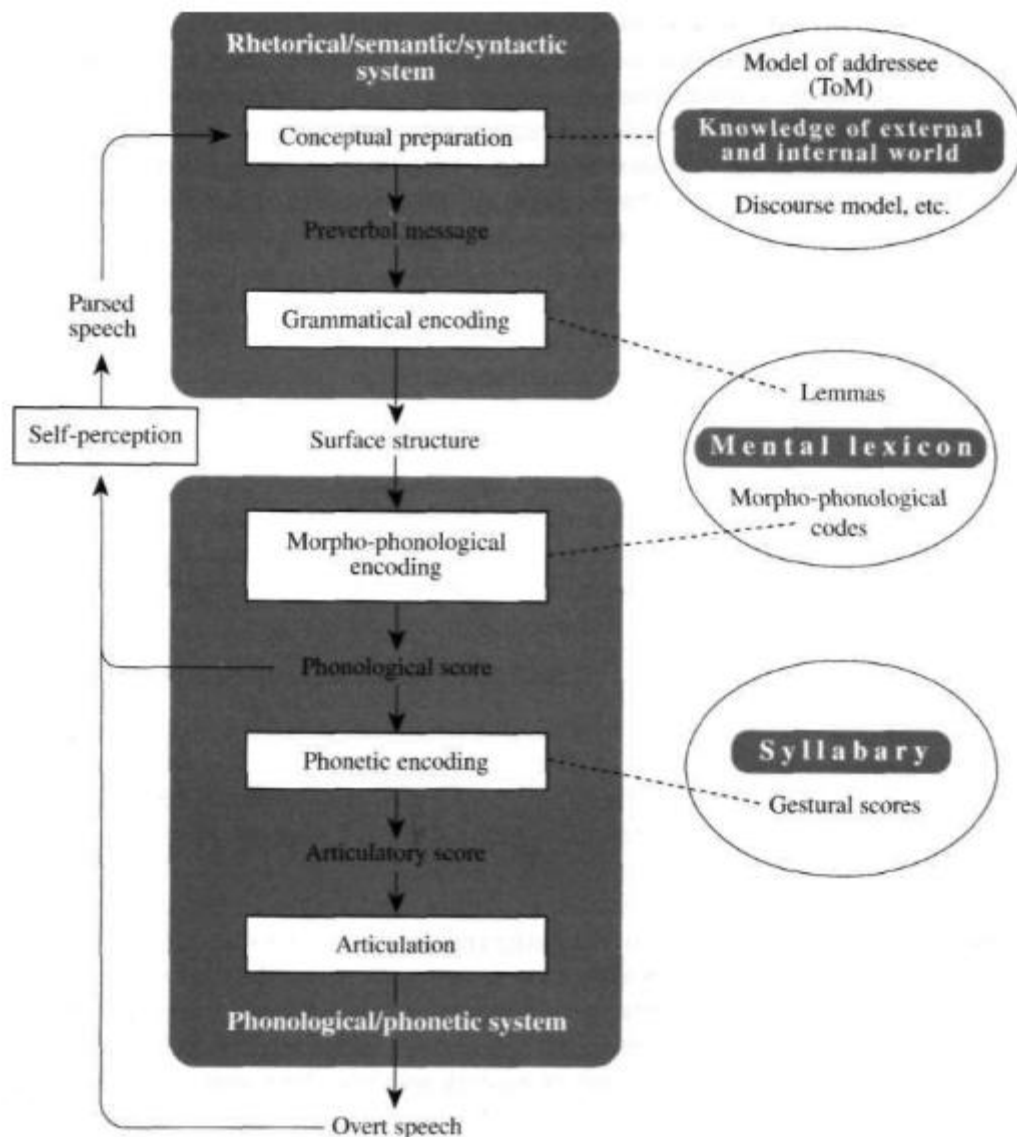 Rhetorical/semantic/syntactic
system
Conceptual preparation
Preverbal message
Grammatical encoding
Model of addressee
(ToM)
Knowledge of external
and internal world
Discourse model, etc.
Parsed
speech
Self-perception
Surface structure
Lemmas
Mental lexicon
Morpho-phonological
codes
Morpho-phonological
encoding
Phonological score
Phonetic encoding
Articulatory score
Articulation
Phonological/phonetic system
Syllabary
Gestural scores
Overt speech